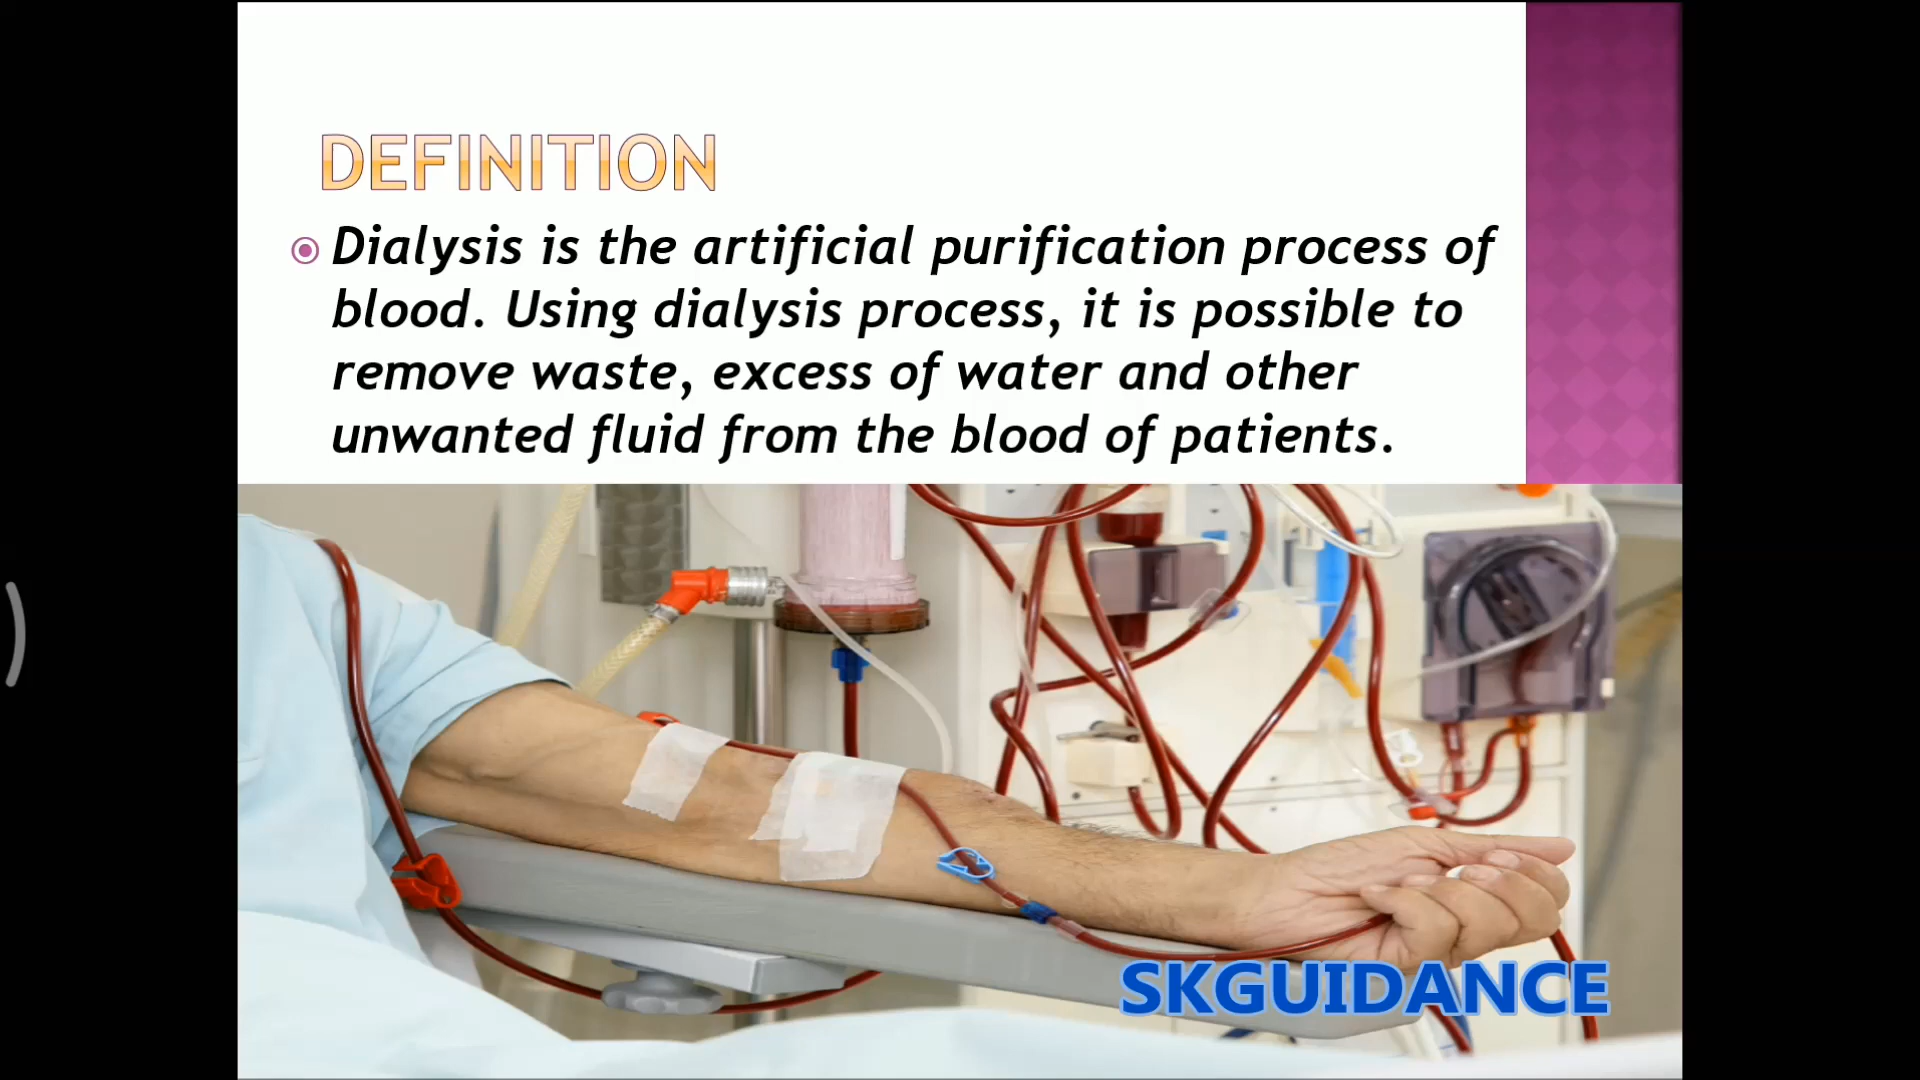 DEFINITION
Dialysis is the artificial purification process of
blood. Using dialysis process, it is possible to
remove waste, excess of water and other
unwanted fluid from the blood of patients.
SKGUIDANCE